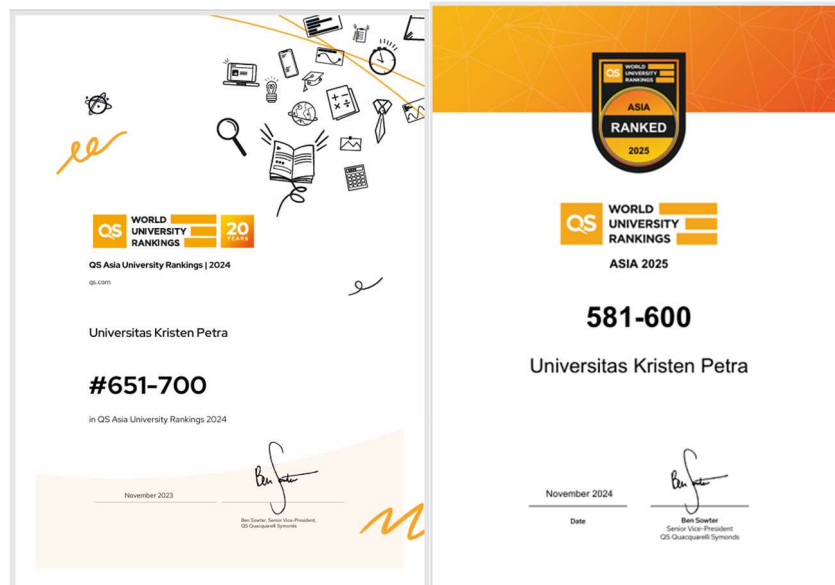 QS WORLD
UNIVERSITY
RANKINGS
20
YEARS
QS Asia University Rankings | 2024
qs.com
Universitas Kristen Petra
#651-700
in QS Asia University Rankings 2024
November 2023
Ben Sowter, Senior Vice-President,
QS Quacquarelli Symonds
QS WORLD
UNIVERSITY
RANKINGS
ASIA
RANKED
2025
QS WORLD
UNIVERSITY
RANKINGS
ASIA 2025
581-600
Universitas Kristen Petra
November 2024
Date
Ben Sowter
Senior Vice-President
QS Quacquarelli Symonds